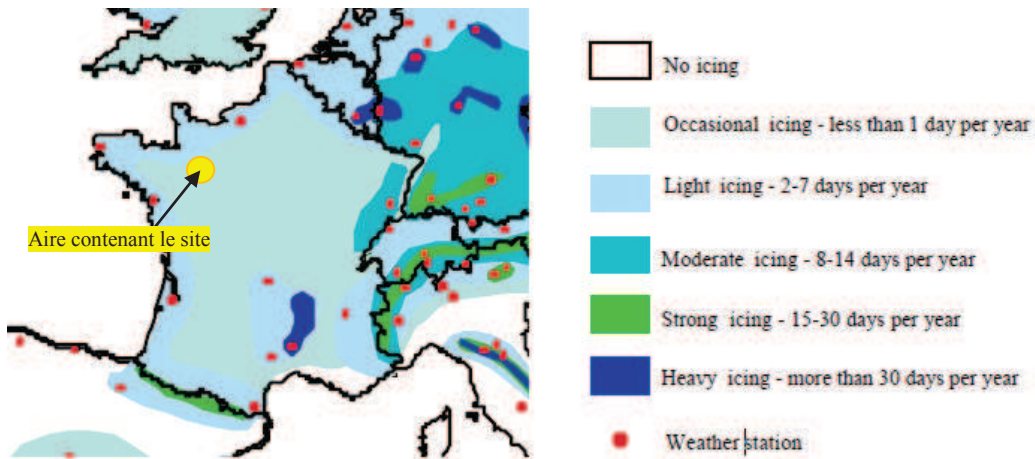 Aire contenant le site
No icing
Occasional icing - less than 1 day per year
Light icing - 2-7 days per year
Moderate icing - 8-14 days per year
Strong icing - 15-30 days per year
Heavy icing - more than 30 days per year
Weather station